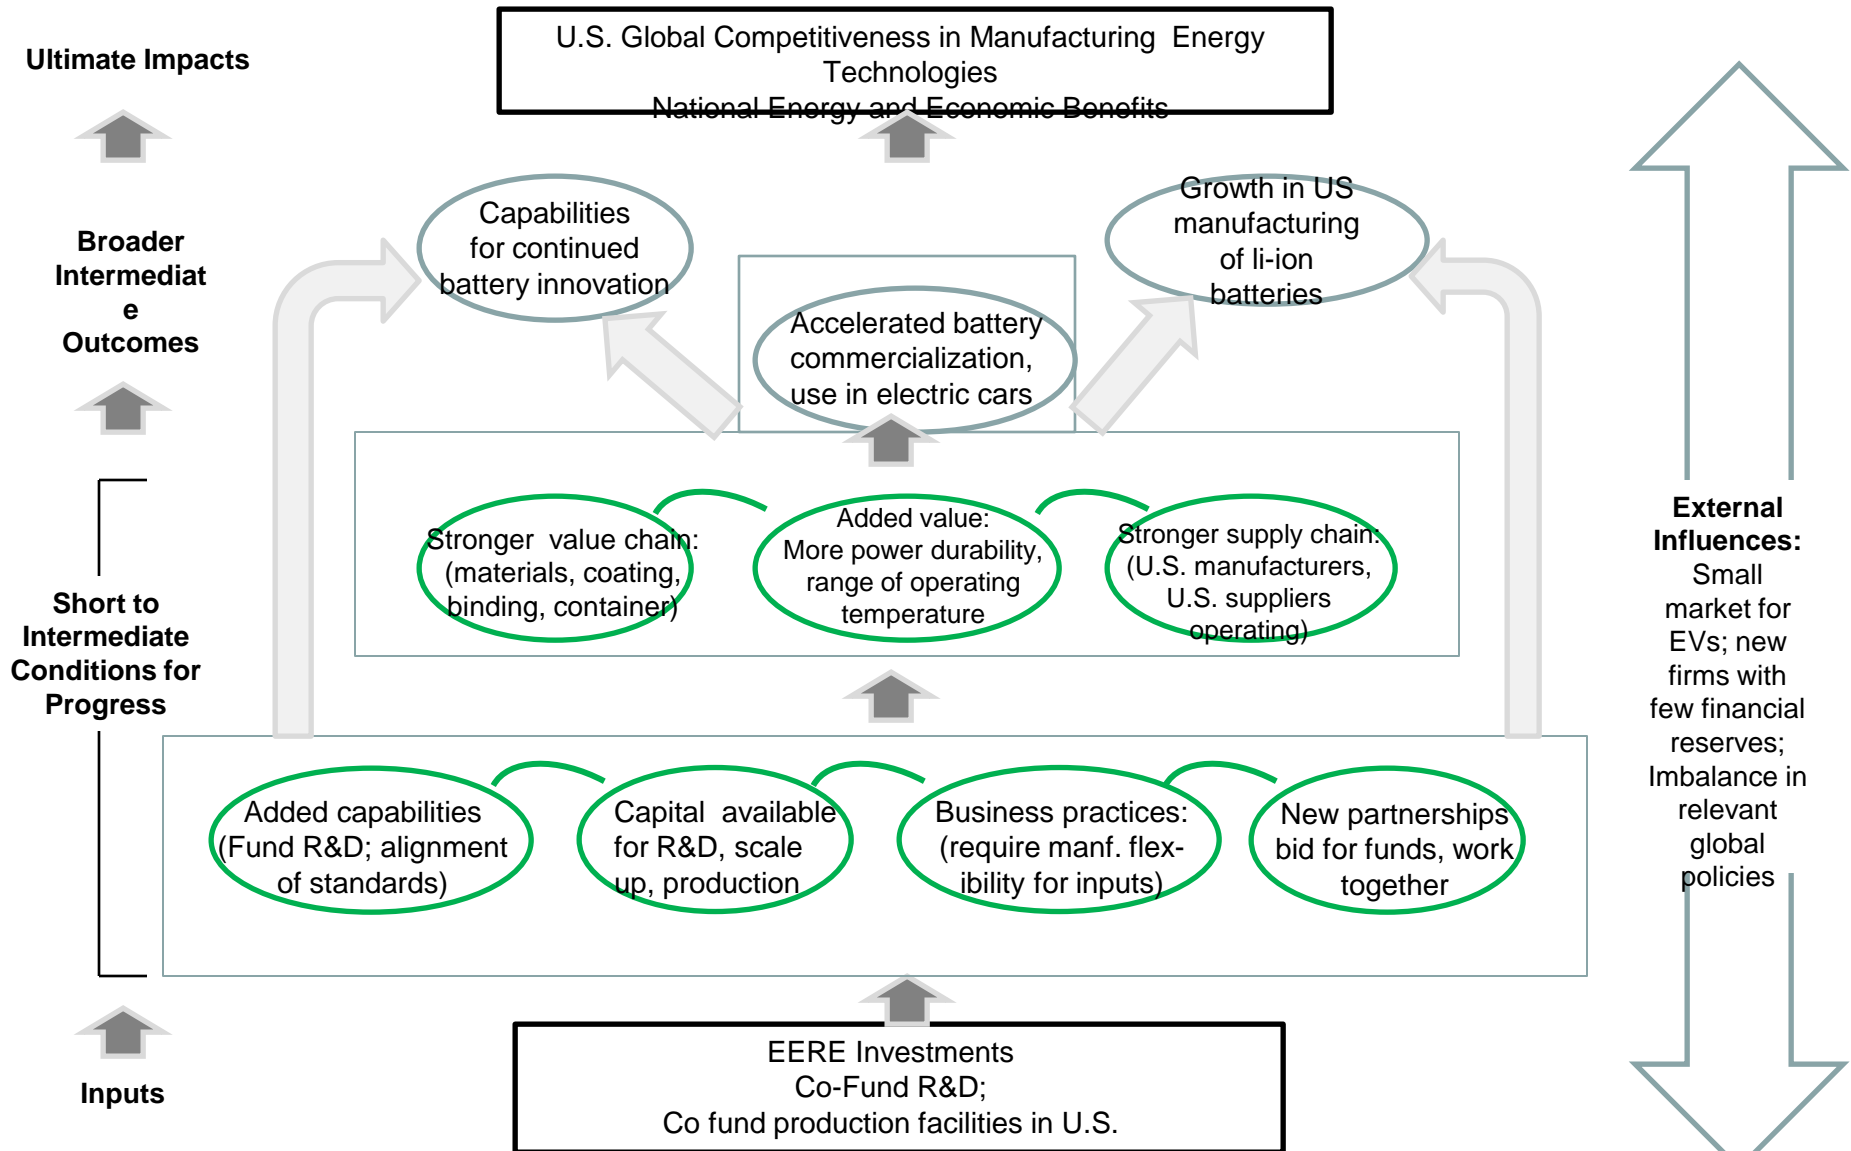 Ultimate Impacts
U.S. Global Competitiveness in Manufacturing  Energy
Technologies
National Energy and Economic Benefits
Broader
Intermediat
e
Outcomes
Capabilities
for continued
battery innovation
Accelerated battery
commercialization,
use in electric cars
Growth in US
manufacturing
of li-ion
batteries
Short to
Intermediate
Conditions for
Progress
Stronger  value chain:
(materials, coating,
binding, container)
Added value:
More power durability,
range of operating
temperature
Stronger supply chain:
(U.S. manufacturers,
U.S. suppliers
operating)
Added capabilities
(Fund R&D; alignment
of standards)
Capital  available
for R&D, scale
up, production
Business practices:
(require manf. flex-
ibility for inputs)
New partnerships
bid for funds, work
together
Inputs
EERE Investments
Co-Fund R&D;
Co fund production facilities in U.S.
External
Influences:
Small
market for
EVs; new
firms with
few financial
reserves;
Imbalance in
relevant
global
policies